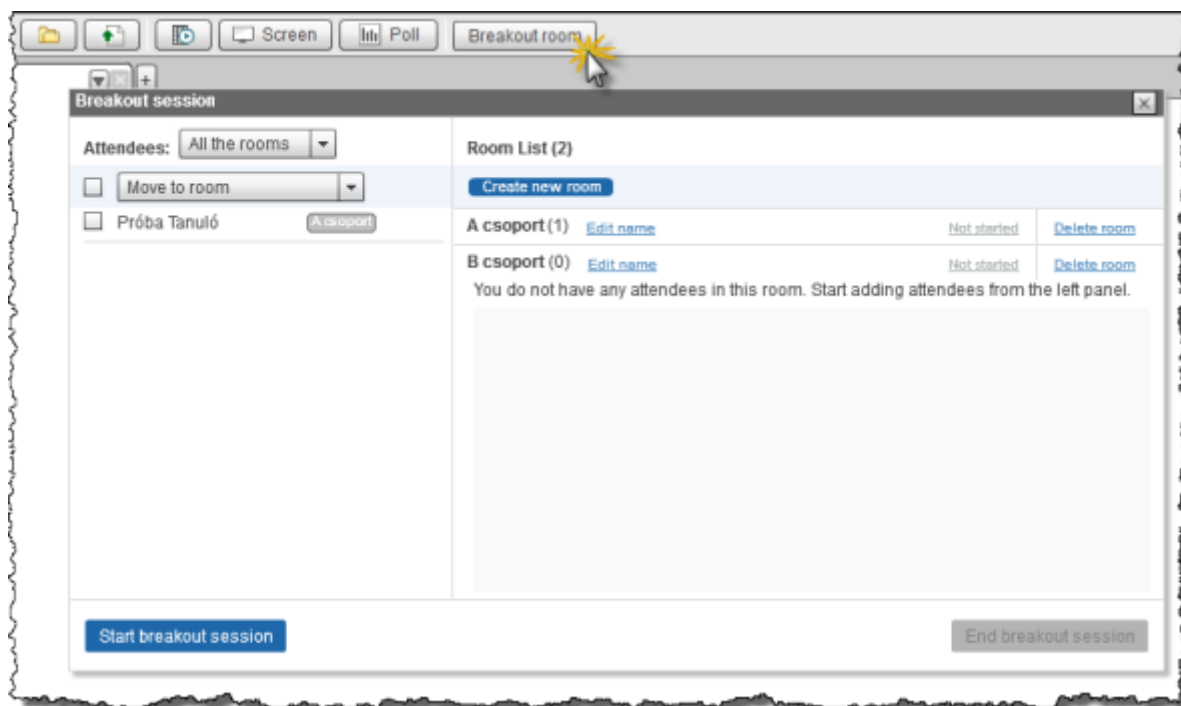 Screen Poll Breakout room
Breakout session
Attendees: All the rooms
Room List (2)
Move to room
Create new room
Próba Tanuló A csoport
A csoport (1) Edit name Not started Delete room
B csoport (0) Edit name Not started Delete room
You do not have any attendees in this room. Start adding attendees from the left panel.
Start breakout session
End breakout session